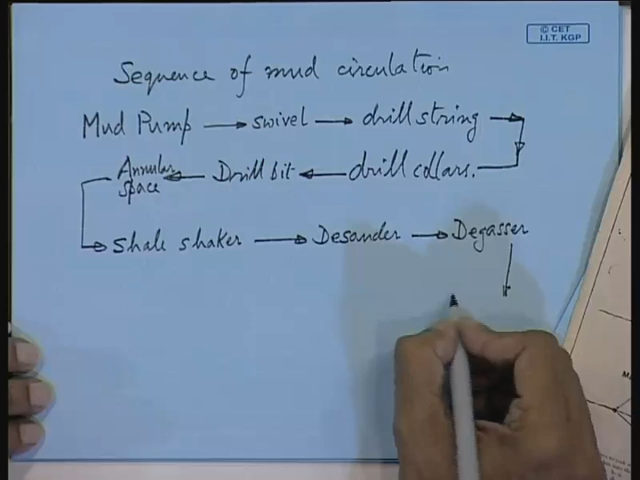 © CET
I.I.T. KGP
Sequence of mud circulation
Mud Pump → swivel → drill string →
Annular space ← Drill bit ← drill collars.
Shale shaker → Desander → Degasser